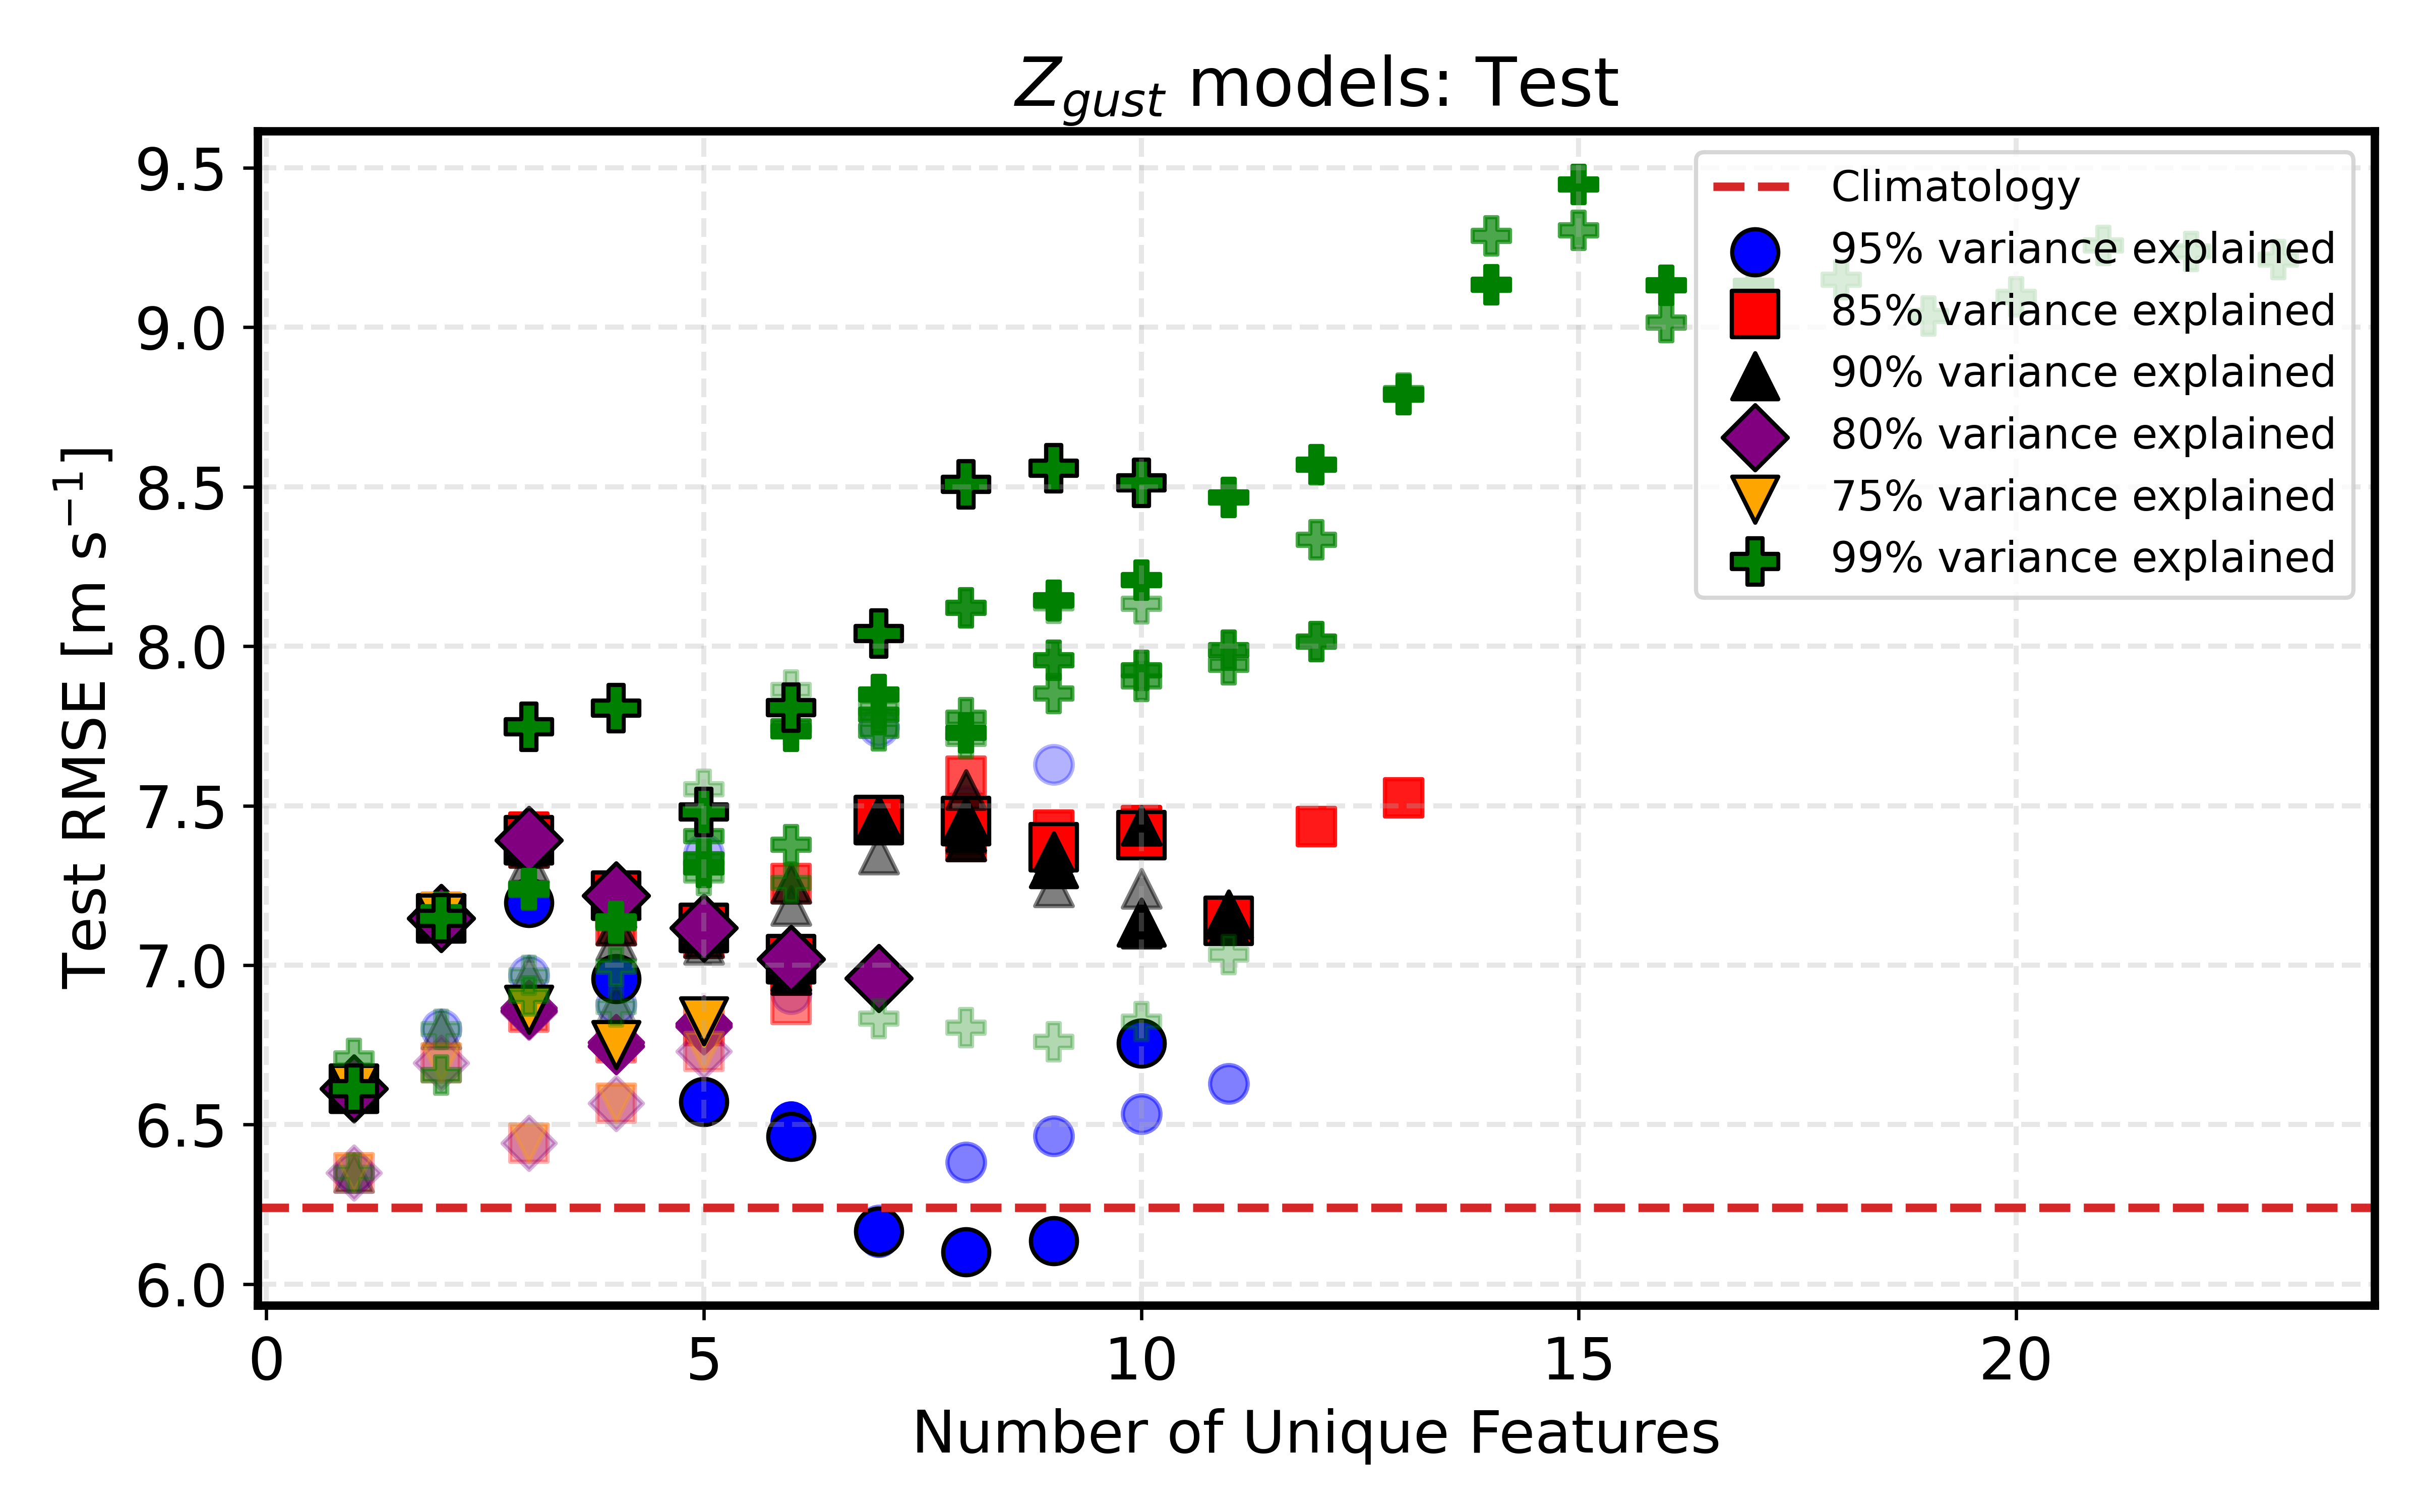 Z_gust models: Test
Test RMSE [m s⁻¹]
9.5
9.0
8.5
8.0
7.5
7.0
6.5
6.0
Climatology
95% variance explained
85% variance explained
90% variance explained
80% variance explained
75% variance explained
99% variance explained
0 5 10 15 20
Number of Unique Features